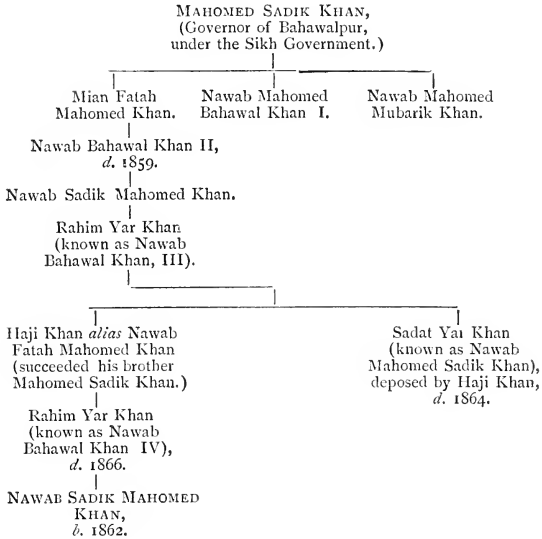 MAHOMED SADIK KHAN,
(Governor of Bahawalpur,
under the Sikh Government.)
Mian Fatah
Mahomed Khan.
Nawab Mahomed
Bahawal Khan I.
Nawab Mahomed
Mubarik Khan.
Nawab Bahawal Khan II,
d. 1859.
Nawab Sadik Mahomed Khan.
Rahim Yar Khan
(known as Nawab
Bahawal Khan, III).
Haji Khan alias Nawab
Fatah Mahomed Khan
(succeeded his brother
Mahomed Sadik Khan.)
Sadat Yar Khan
(known as Nawab
Mahomed Sadik Khan),
deposed by Haji Khan,
d. 1864.
Rahim Yar Khan
(known as Nawab
Bahawal Khan IV),
d. 1866.
NAWAB SADIK MAHOMED
KHAN,
b. 1862.